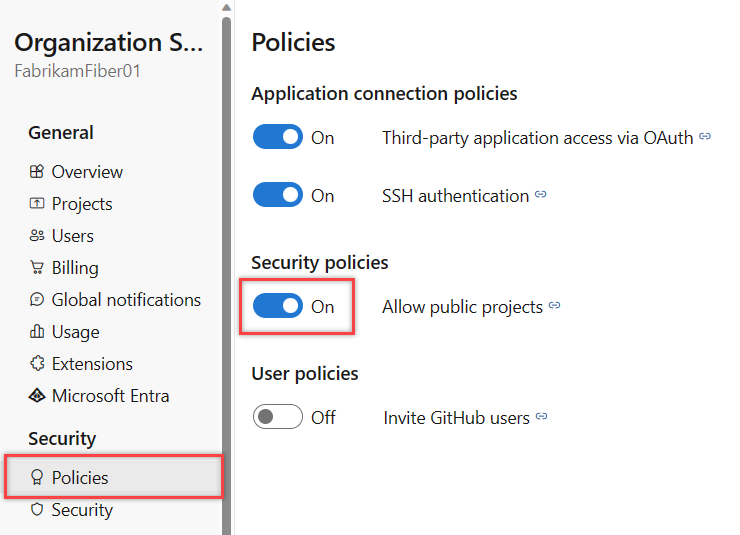 Organization S...
FabrikamFiber01
General
Overview
Projects
Users
Billing
Global notifications
Usage
Extensions
Microsoft Entra
Security
Policies
Security
Policies
Application connection policies
On Third-party application access via OAuth
On SSH authentication
Security policies
On Allow public projects
User policies
Off Invite GitHub users